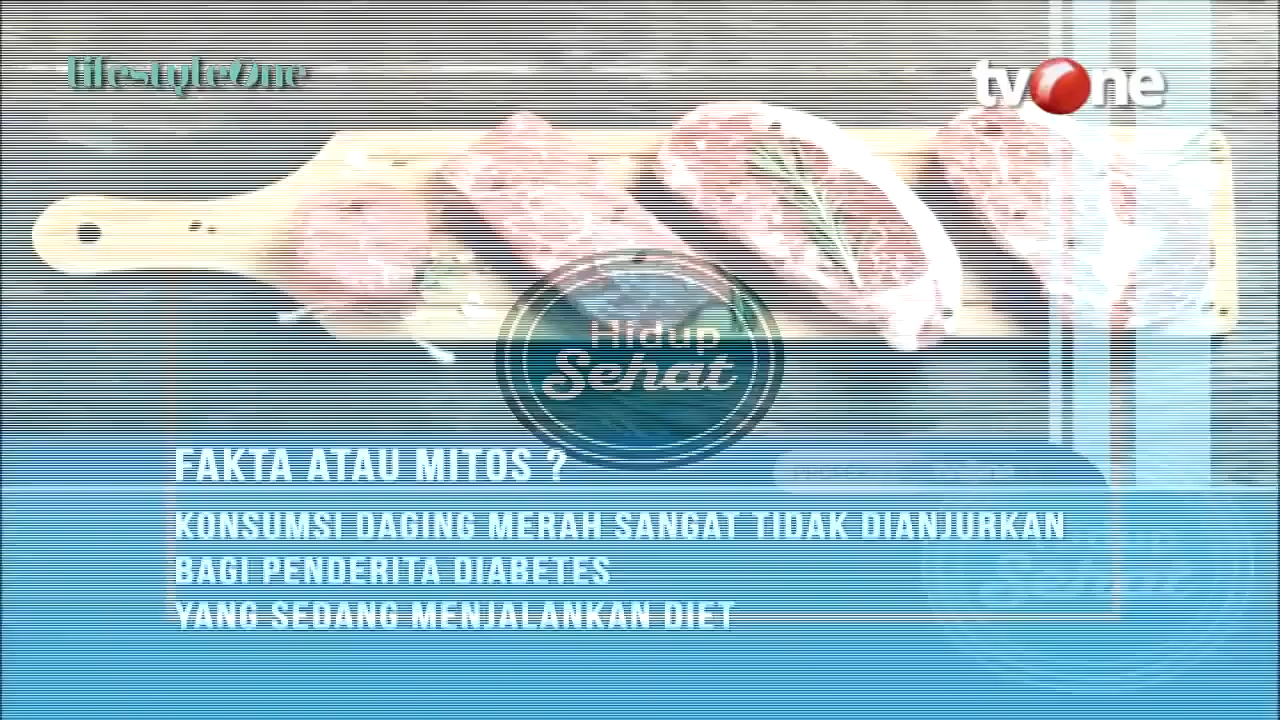 lifestyleOne
tvOne
Hidup
Sehat
FAKTA ATAU MITOS ?
KONSUMSI DAGING MERAH SANGAT TIDAK DIANJURKAN
BAGI PENDERITA DIABETES
YANG SEDANG MENJALANKAN DIET
Sehat